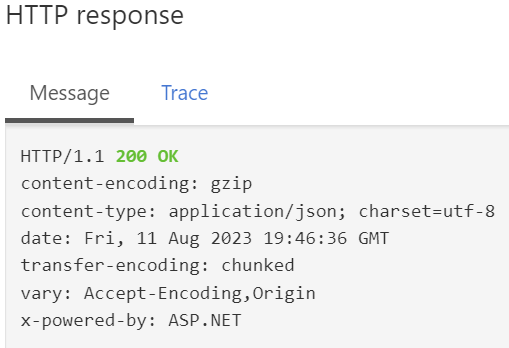 HTTP response
Message Trace
HTTP/1.1 200 OK
content-encoding: gzip
content-type: application/json; charset=utf-8
date: Fri, 11 Aug 2023 19:46:36 GMT
transfer-encoding: chunked
vary: Accept-Encoding,Origin
x-powered-by: ASP.NET